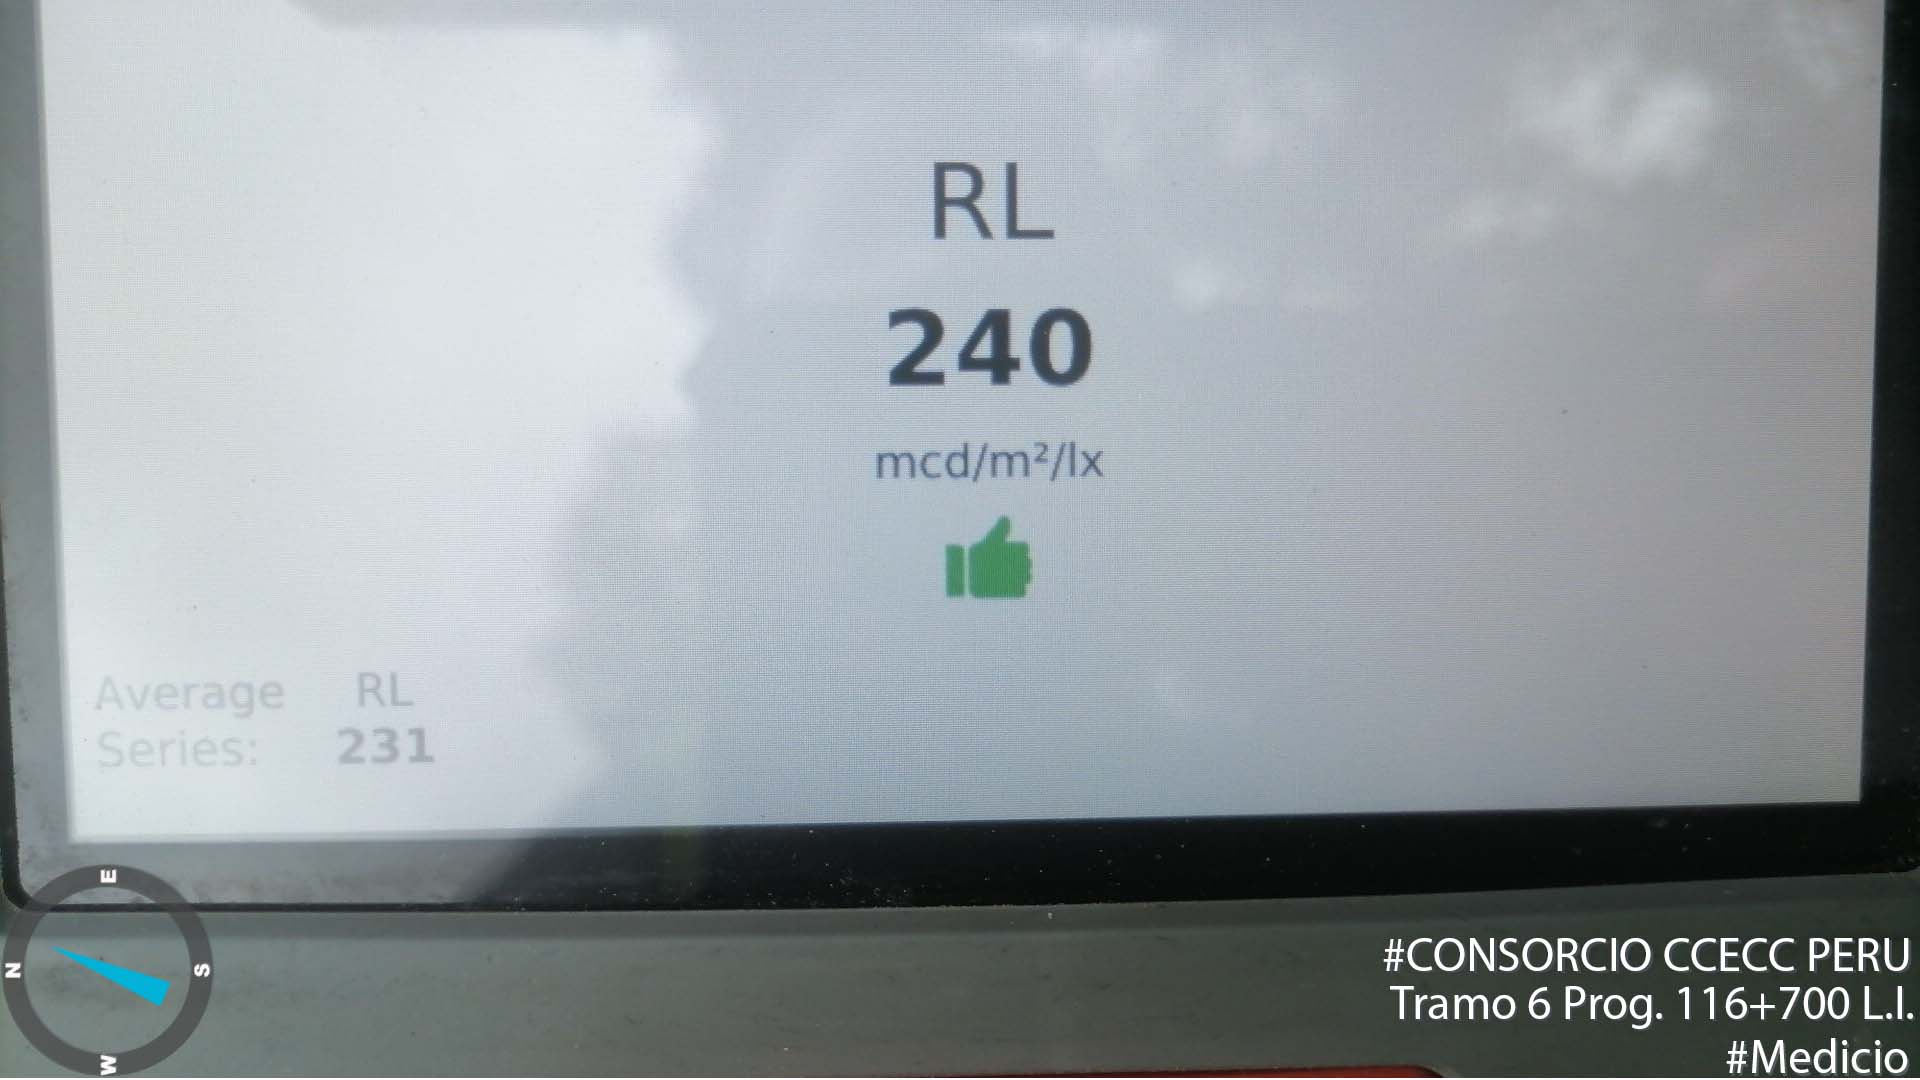 RL
240
mcd/m²/lx
Average RL
Series: 231
E
N S
W
#CONSORCIO CCECC PERU
Tramo 6 Prog. 116+700 L.I.
#Medicio